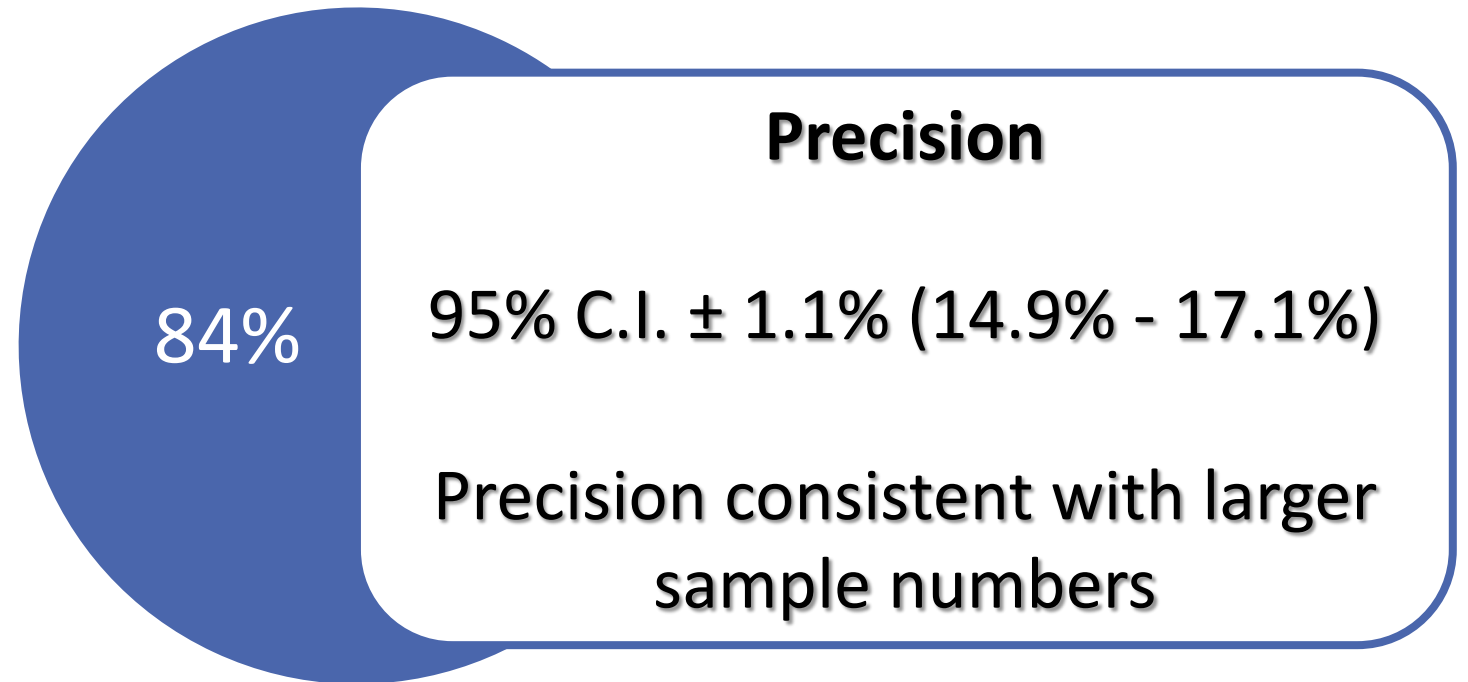 84%
Precision
95% C.I. ± 1.1% (14.9% - 17.1%)
Precision consistent with larger
sample numbers